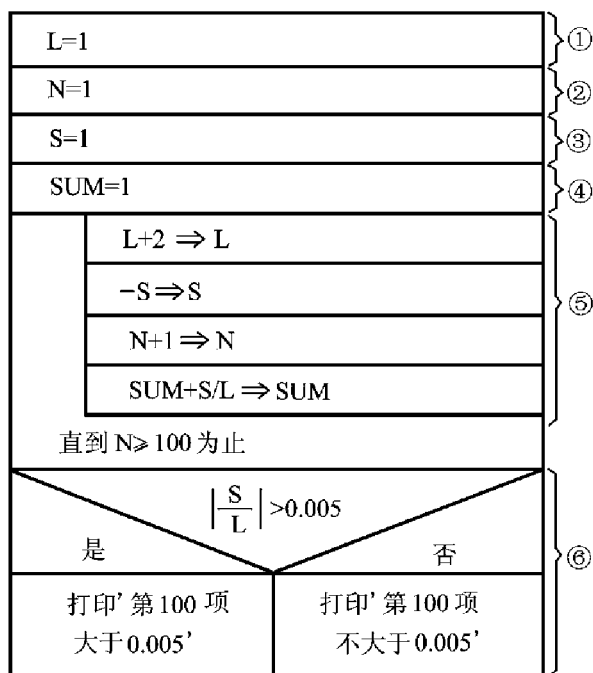 L=1
①
N=1
②
S=1
③
SUM=1
④
L+2 ⇒ L
−S⇒S
N+1⇒N
SUM+S/L⇒SUM
⑤
直到 N≥100 为止
|S/L|>0.005
是
否
⑥
打印’第100 项
大于0.005’
打印’第100 项
不大于0.005’